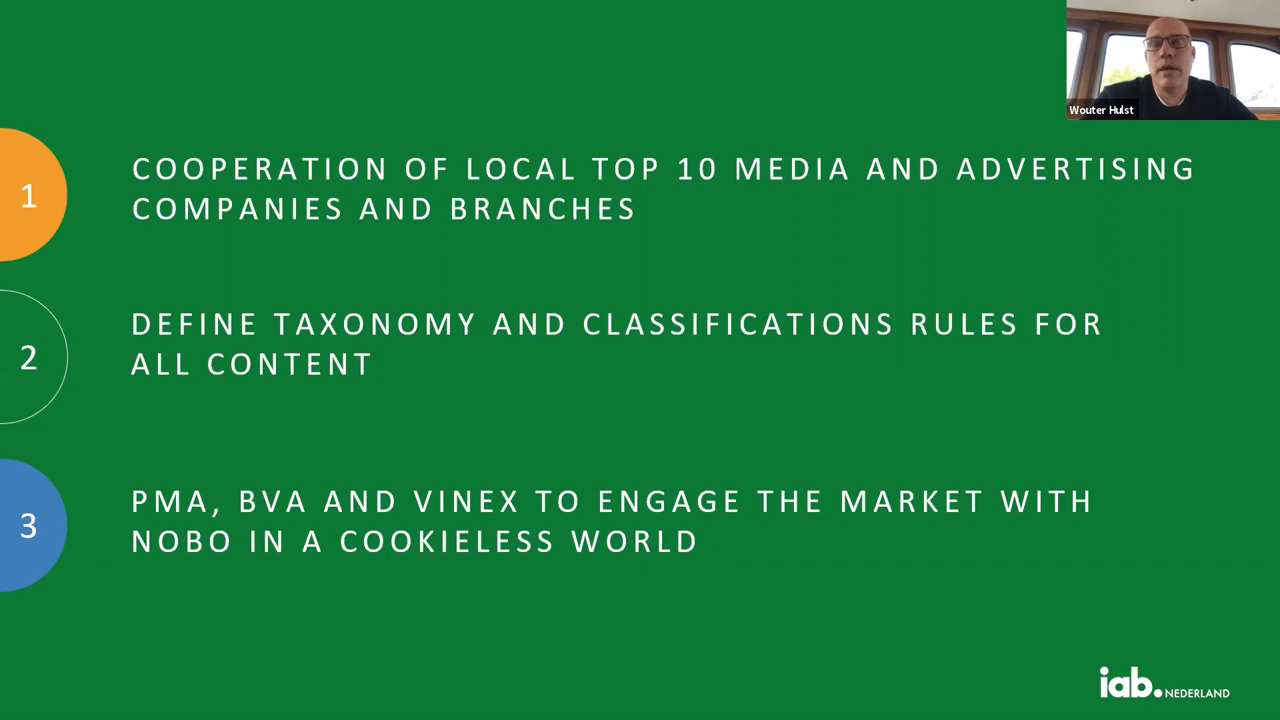 Wouter Hulst
1
COOPERATION OF LOCAL TOP 10 MEDIA AND ADVERTISING
COMPANIES AND BRANCHES
2
DEFINE TAXONOMY AND CLASSIFICATIONS RULES FOR
ALL CONTENT
3
PMA, BVA AND VINEX TO ENGAGE THE MARKET WITH
NOBO IN A COOKIELESS WORLD
iab. NEDERLAND